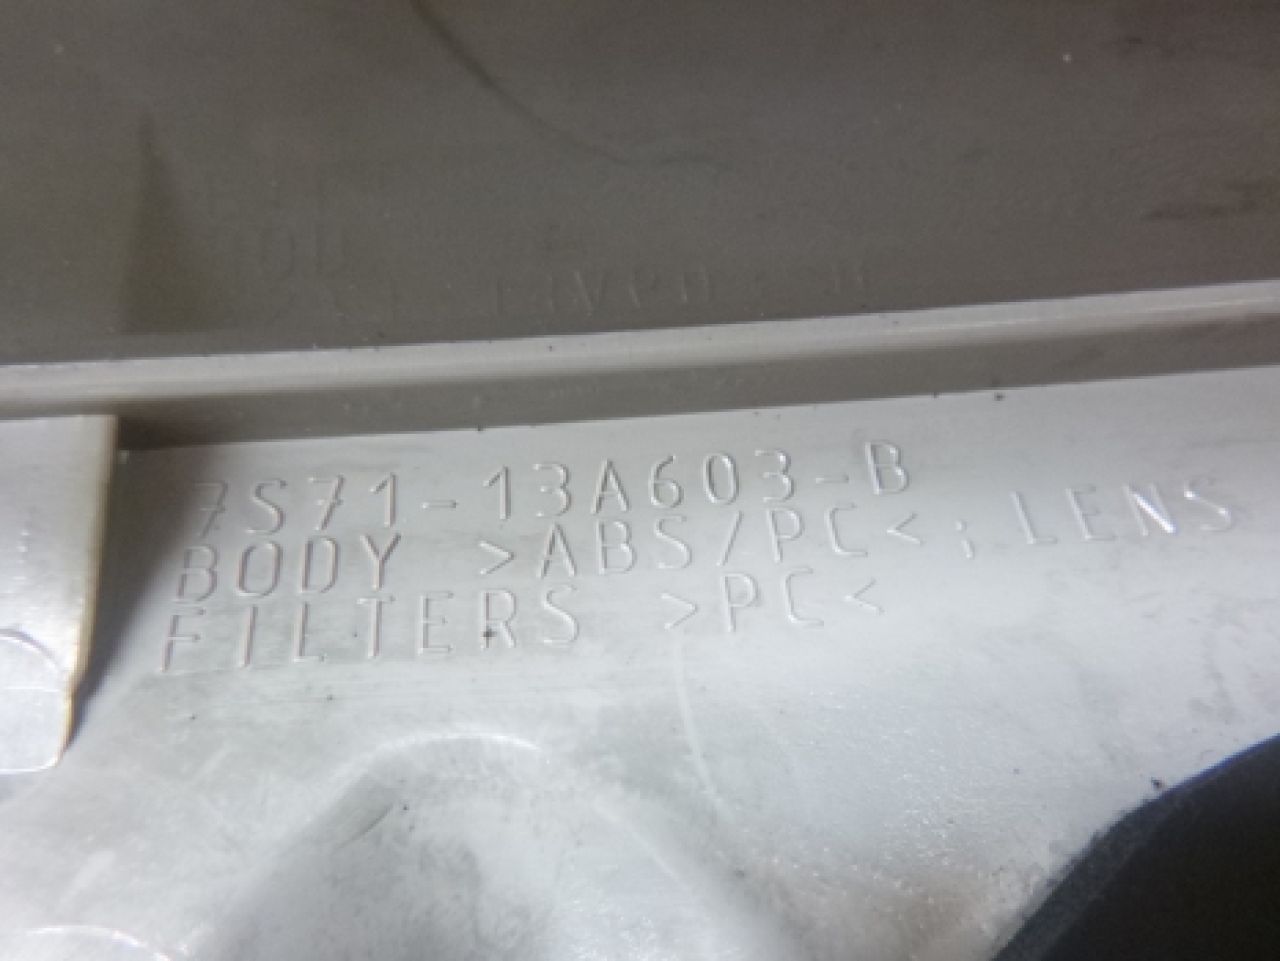 7S71-13A603-B
BODY >ABS/PC<; LENS
FILTERS >PC<